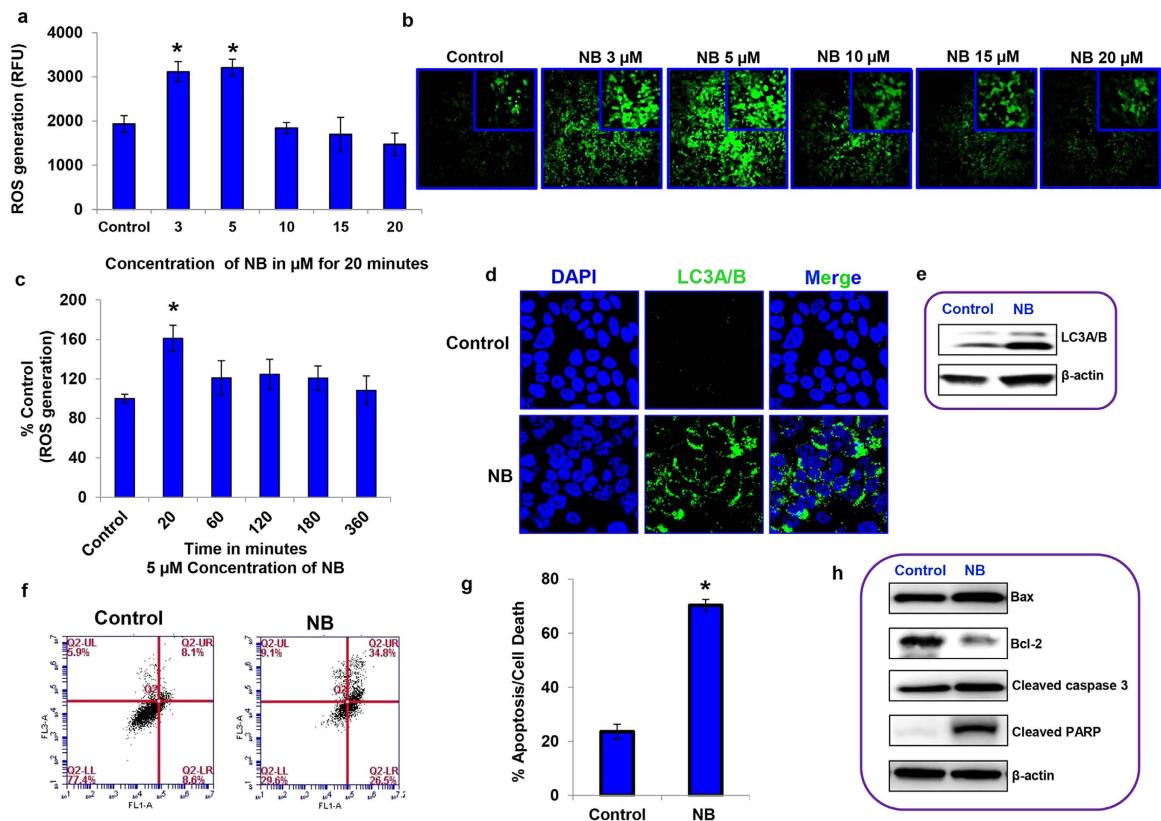 a
ROS generation (RFU)
4000
3000
2000
1000
0
* *
Control 3 5 10 15 20
Concentration of NB in µM for 20 minutes
b
Control NB 3 µM NB 5 µM NB 10 µM NB 15 µM NB 20 µM
c
% Control
(ROS generation)
200
160
120
80
40
0
*
Control 20 60 120 180 360
Time in minutes
5 µM Concentration of NB
d
DAPI LC3A/B Merge
Control
NB
e
Control NB
LC3A/B
β-actin
f
Control NB
Q2-UL Q2-UR
5.9% 8.1%
Q2-LL Q2-LR
77.4% 8.6%
FL3-A
FL1-A
Q2-UL Q2-UR
9.1% 34.8%
Q2-LL Q2-LR
29.6% 26.5%
FL3-A
FL1-A
g
% Apoptosis/Cell Death
80
60
40
20
0
*
Control NB
h
Control NB
Bax
Bcl-2
Cleaved caspase 3
Cleaved PARP
β-actin